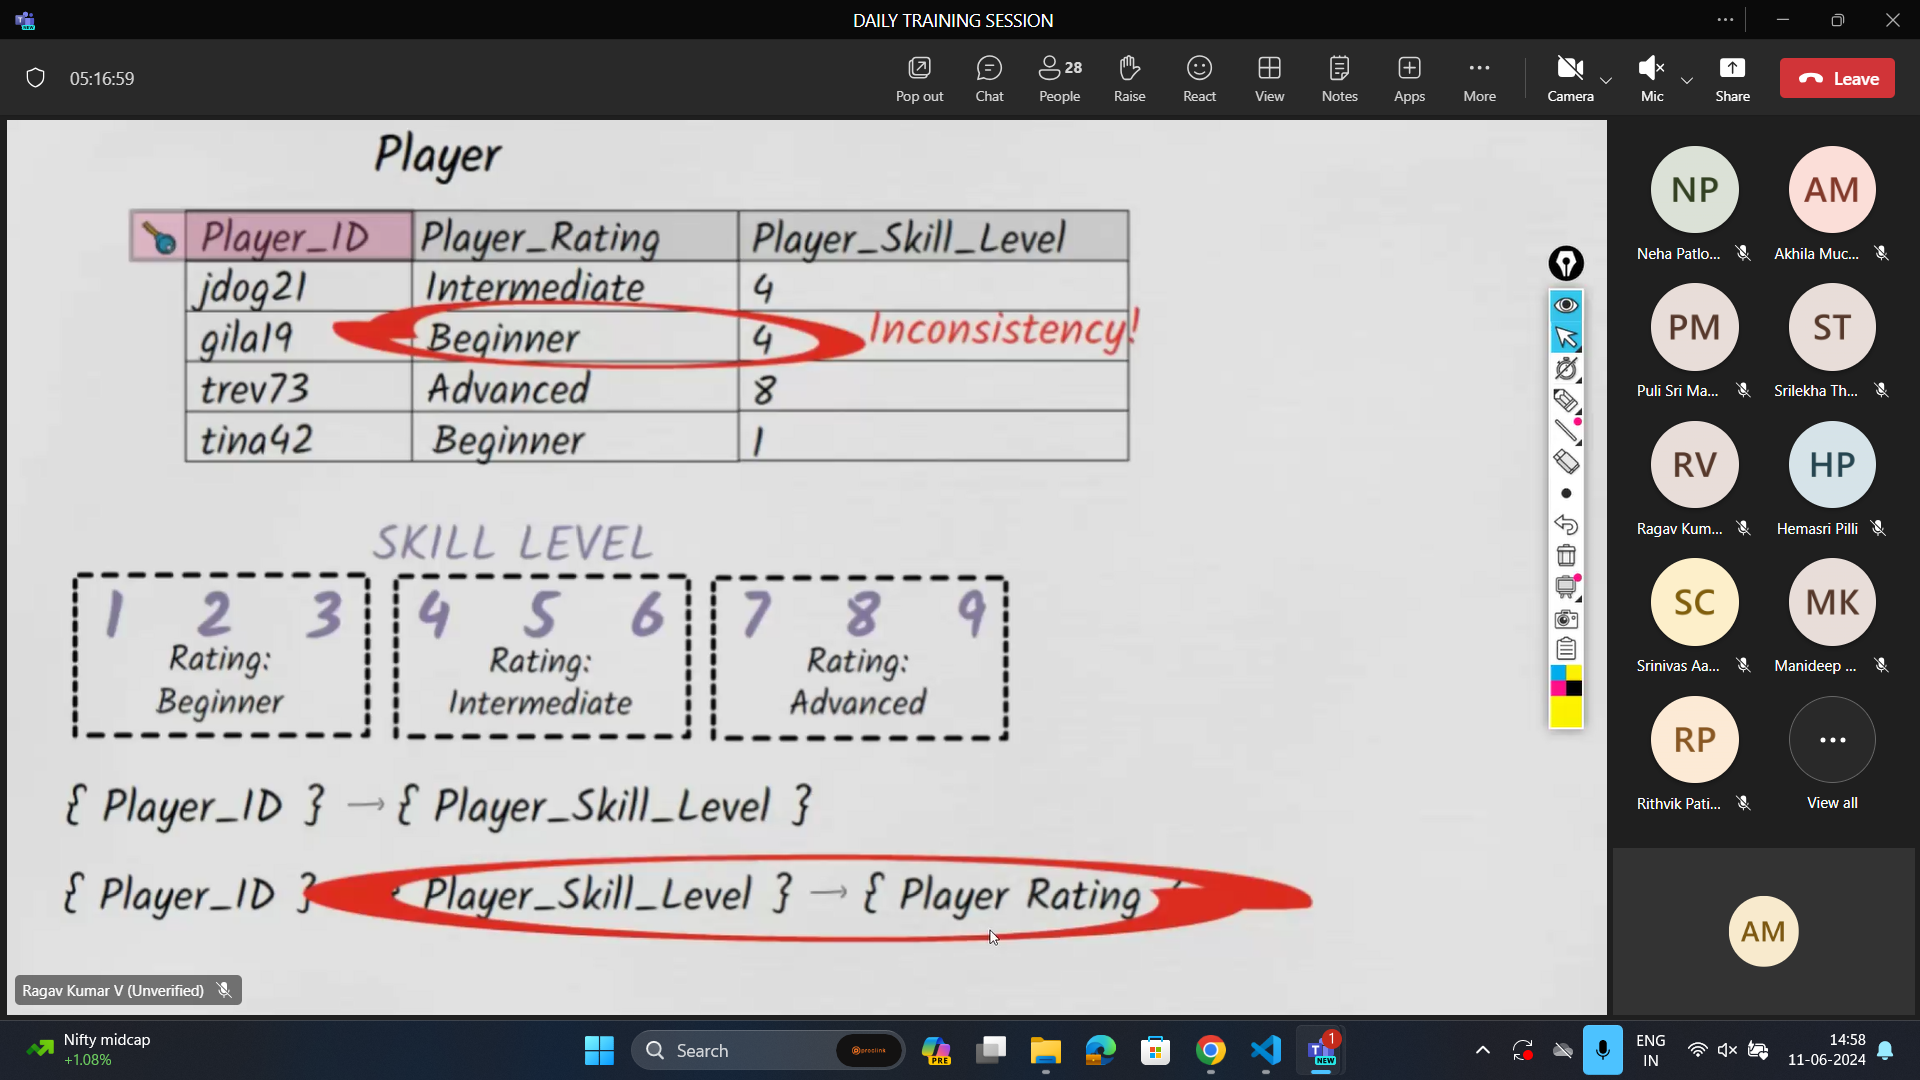 DAILY TRAINING SESSION
05:16:59
Pop out
Chat
28
People
Raise
React
View
Notes
Apps
More
Camera
Mic
Share
Leave
Player
Player_ID Player_Rating Player_Skill_Level
jdog21 Intermediate 4
gila19 Beginner 4 Inconsistency!
trev73 Advanced 8
tina42 Beginner 1
SKILL LEVEL
1 2 3
Rating:
Beginner
4 5 6
Rating:
Intermediate
7 8 9
Rating:
Advanced
{ Player_ID } → { Player_Skill_Level }
{ Player_ID } Player_Skill_Level } → { Player Rating
Ragav Kumar V (Unverified)
NP
Neha Patlo...
AM
Akhila Muc...
PM
Puli Sri Ma...
ST
Srilekha Th...
RV
Ragav Kum...
HP
Hemasri Pilli
SC
Srinivas Aa...
MK
Manideep ...
RP
Rithvik Pati...
View all
AM
Nifty midcap
+1.08%
Search
proclink
PRE
1
NEW
ENG
IN
14:58
11-06-2024